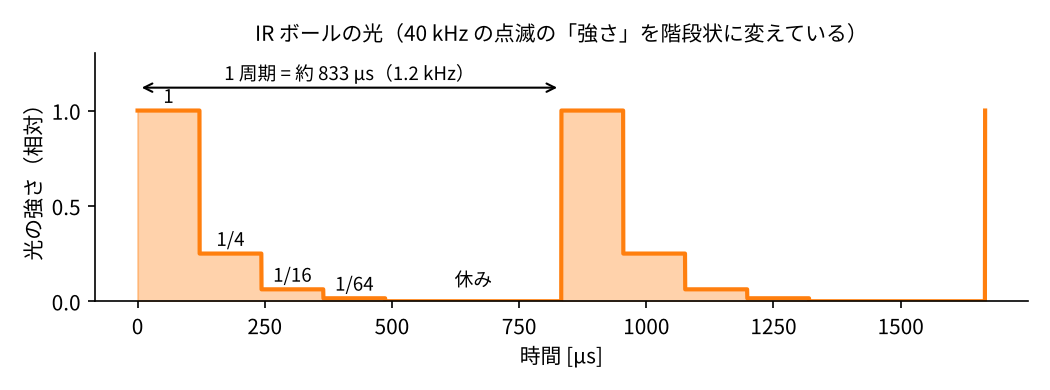 IR ボールの光（40 kHz の点滅の「強さ」を階段状に変えている）
1 周期 = 約 833 µs（1.2 kHz）
1
1/4
1/16
1/64
休み
光の強さ（相対）
1.0
0.5
0.0
0 250 500 750 1000 1250 1500
時間 [µs]